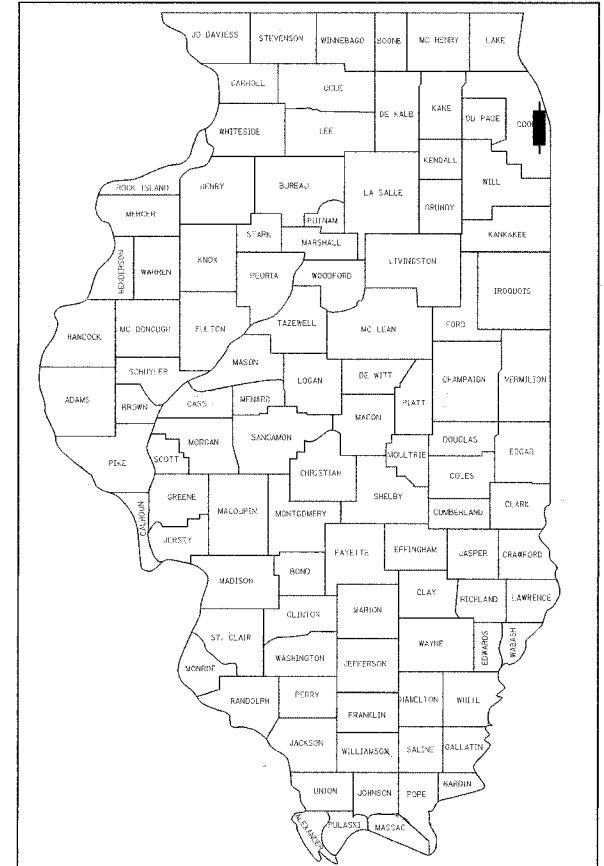 JO DAVIESS
STEVENSON
WINNEBAGO
BOONE
MC HENRY
LAKE
CARROLL
OGLE
DE KALB
KANE
DU PAGE
COO
WHITESIDE
LEE
KENDALL
WILL
ROCK ISLAND
HENRY
BUREAU
LA SALLE
GRUNDY
MERCER
PUTNAM
KANKAKEE
STARK
MARSHALL
LIVINGSTON
HENDERSON
WARREN
KNOX
PEORIA
WOODFORD
IROQUOIS
HANCOCK
MC DONOUGH
FULTON
TAZEWELL
MC LEAN
FORD
SCHUYLER
MASON
LOGAN
DE WITT
CHAMPAIGN
VERMILION
ADAMS
BROWN
CASS
MENARD
MACON
PIATT
MORGAN
SANGAMON
DOUGLAS
EDGAR
PIKE
SCOTT
CHRISTIAN
MOULTRIE
COLES
GREENE
MACOUPIN
MONTGOMERY
SHELBY
CUMBERLAND
CLARK
CALHOUN
JERSEY
FAYETTE
EFFINGHAM
JASPER
CRAWFORD
MADISON
BOND
CLAY
RICHLAND
LAWRENCE
CLINTON
MARION
ST. CLAIR
WAYNE
EDWARDS
WABASH
WASHINGTON
JEFFERSON
MONROE
RANDOLPH
PERRY
HAMILTON
WHITE
FRANKLIN
JACKSON
WILLIAMSON
SALINE
GALLATIN
UNION
JOHNSON
POPE
HARDIN
ALEXANDER
PULASKI
MASSAC